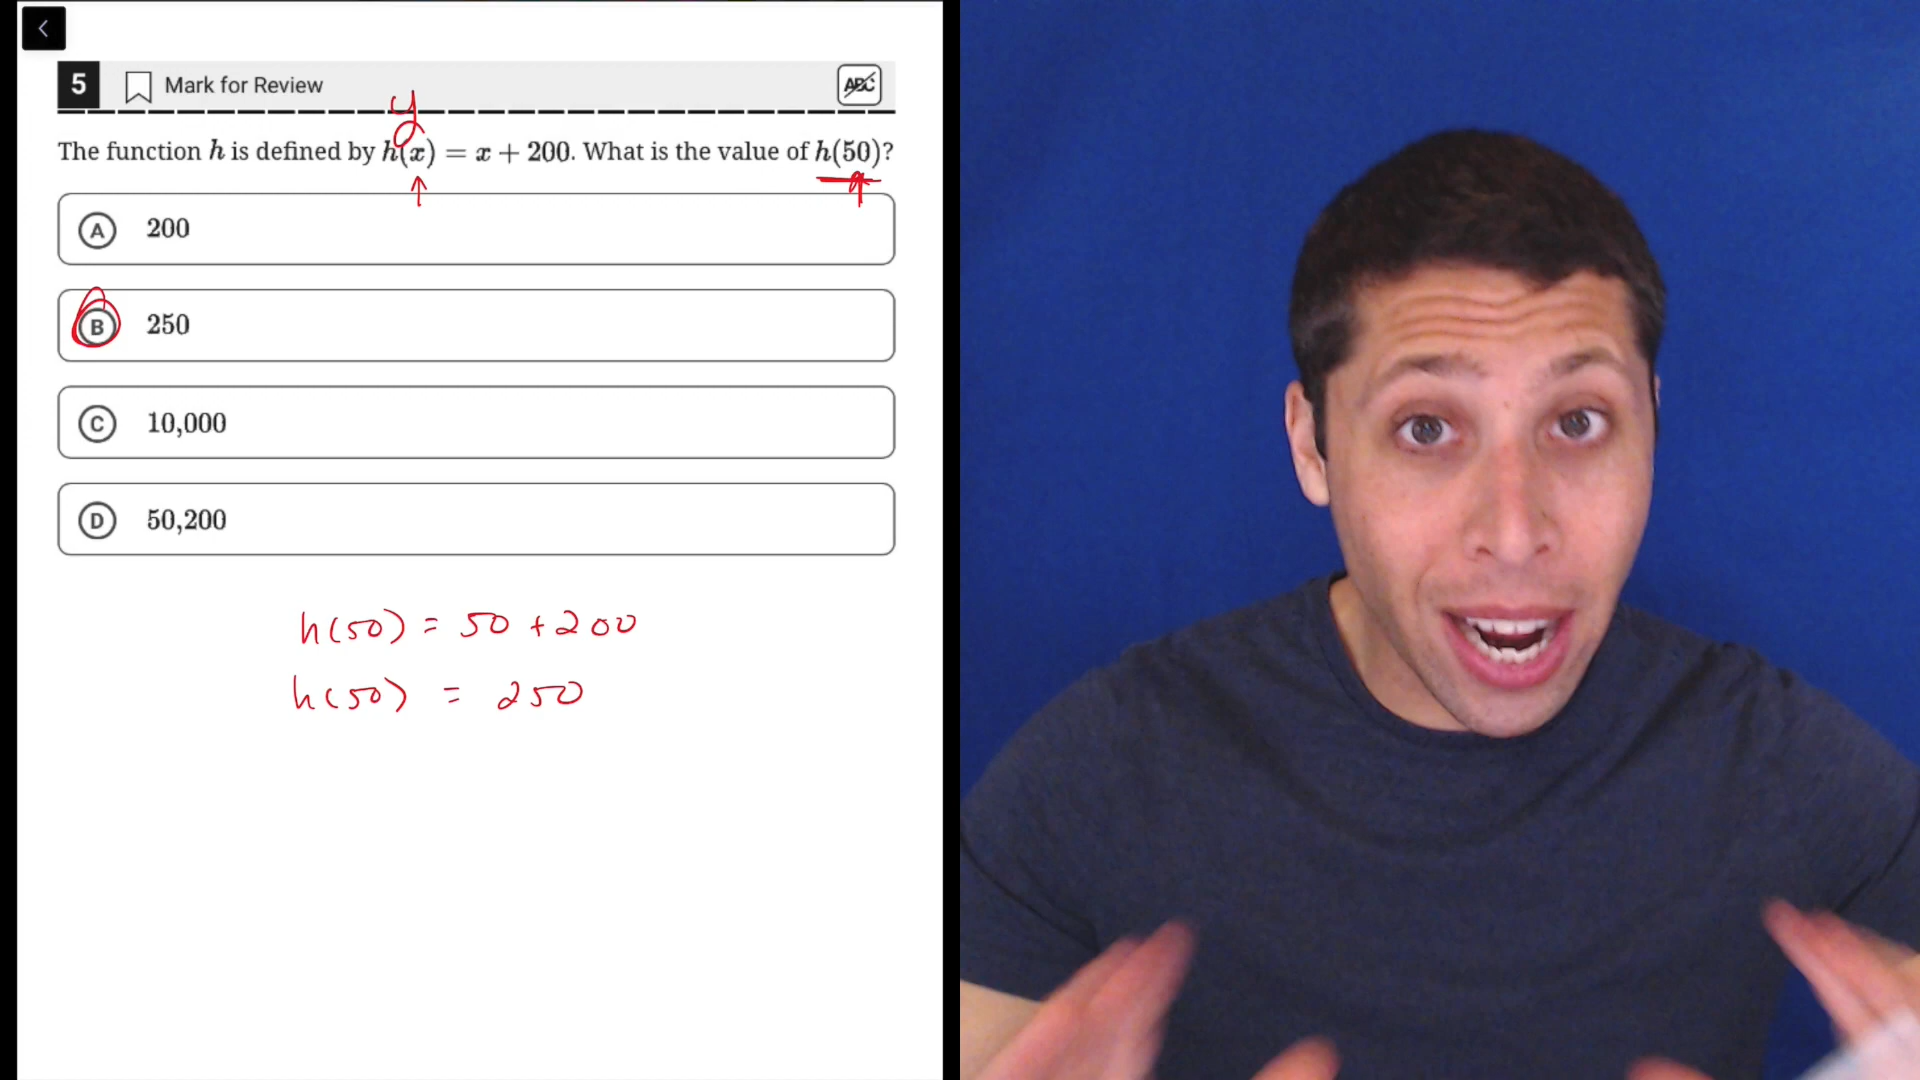 5 Mark for Review ABC
y
The function h is defined by h(x) = x + 200. What is the value of h(50)?
A 200
B 250
C 10,000
D 50,200
h(50) = 50 + 200
h(50) = 250